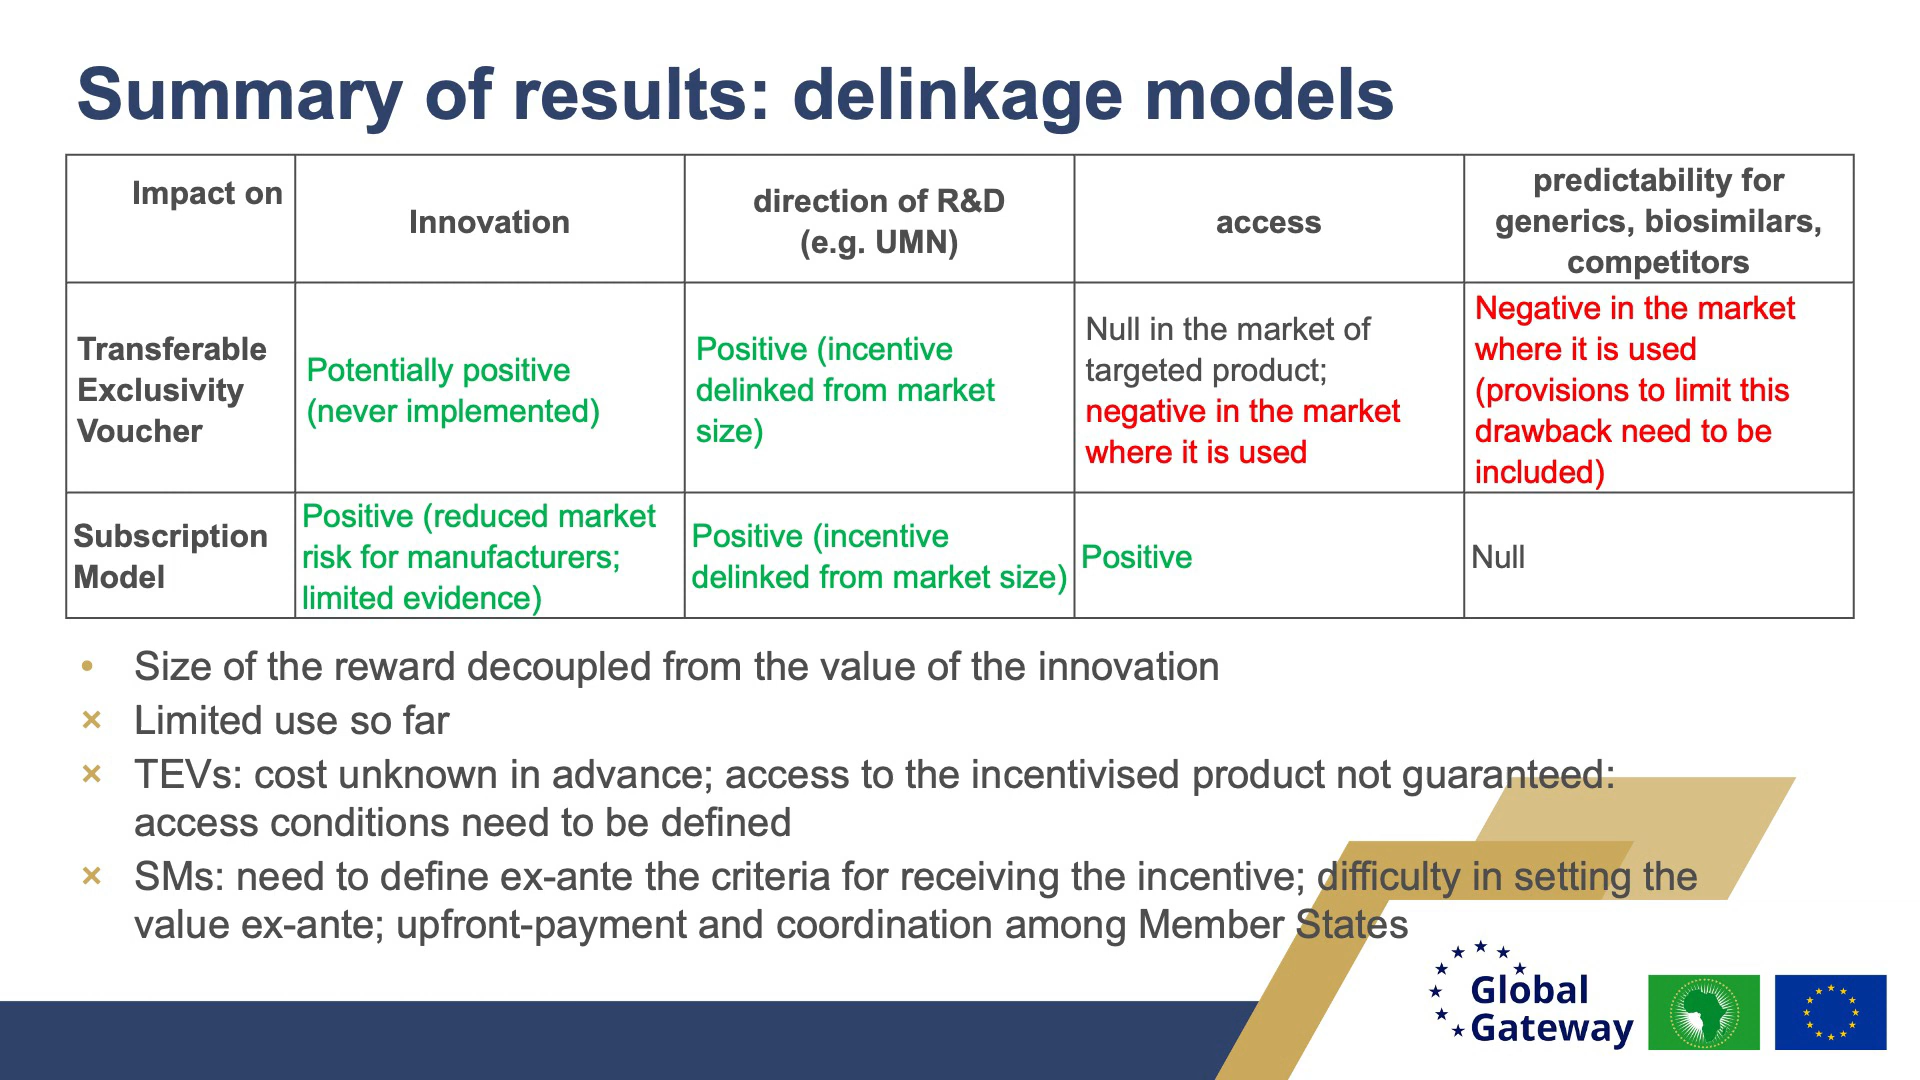 Summary of results: delinkage models
Impact on
Innovation
direction of R&D
(e.g. UMN)
access
predictability for
generics, biosimilars,
competitors
Transferable
Exclusivity
Voucher
Potentially positive
(never implemented)
Positive (incentive
delinked from market
size)
Null in the market of
targeted product;
negative in the market
where it is used
Negative in the market
where it is used
(provisions to limit this
drawback need to be
included)
Subscription
Model
Positive (reduced market
risk for manufacturers;
limited evidence)
Positive (incentive
delinked from market size)
Positive
Null
• Size of the reward decoupled from the value of the innovation
× Limited use so far
× TEVs: cost unknown in advance; access to the incentivised product not guaranteed:
access conditions need to be defined
× SMs: need to define ex-ante the criteria for receiving the incentive; difficulty in setting the
value ex-ante; upfront-payment and coordination among Member States
Global
Gateway